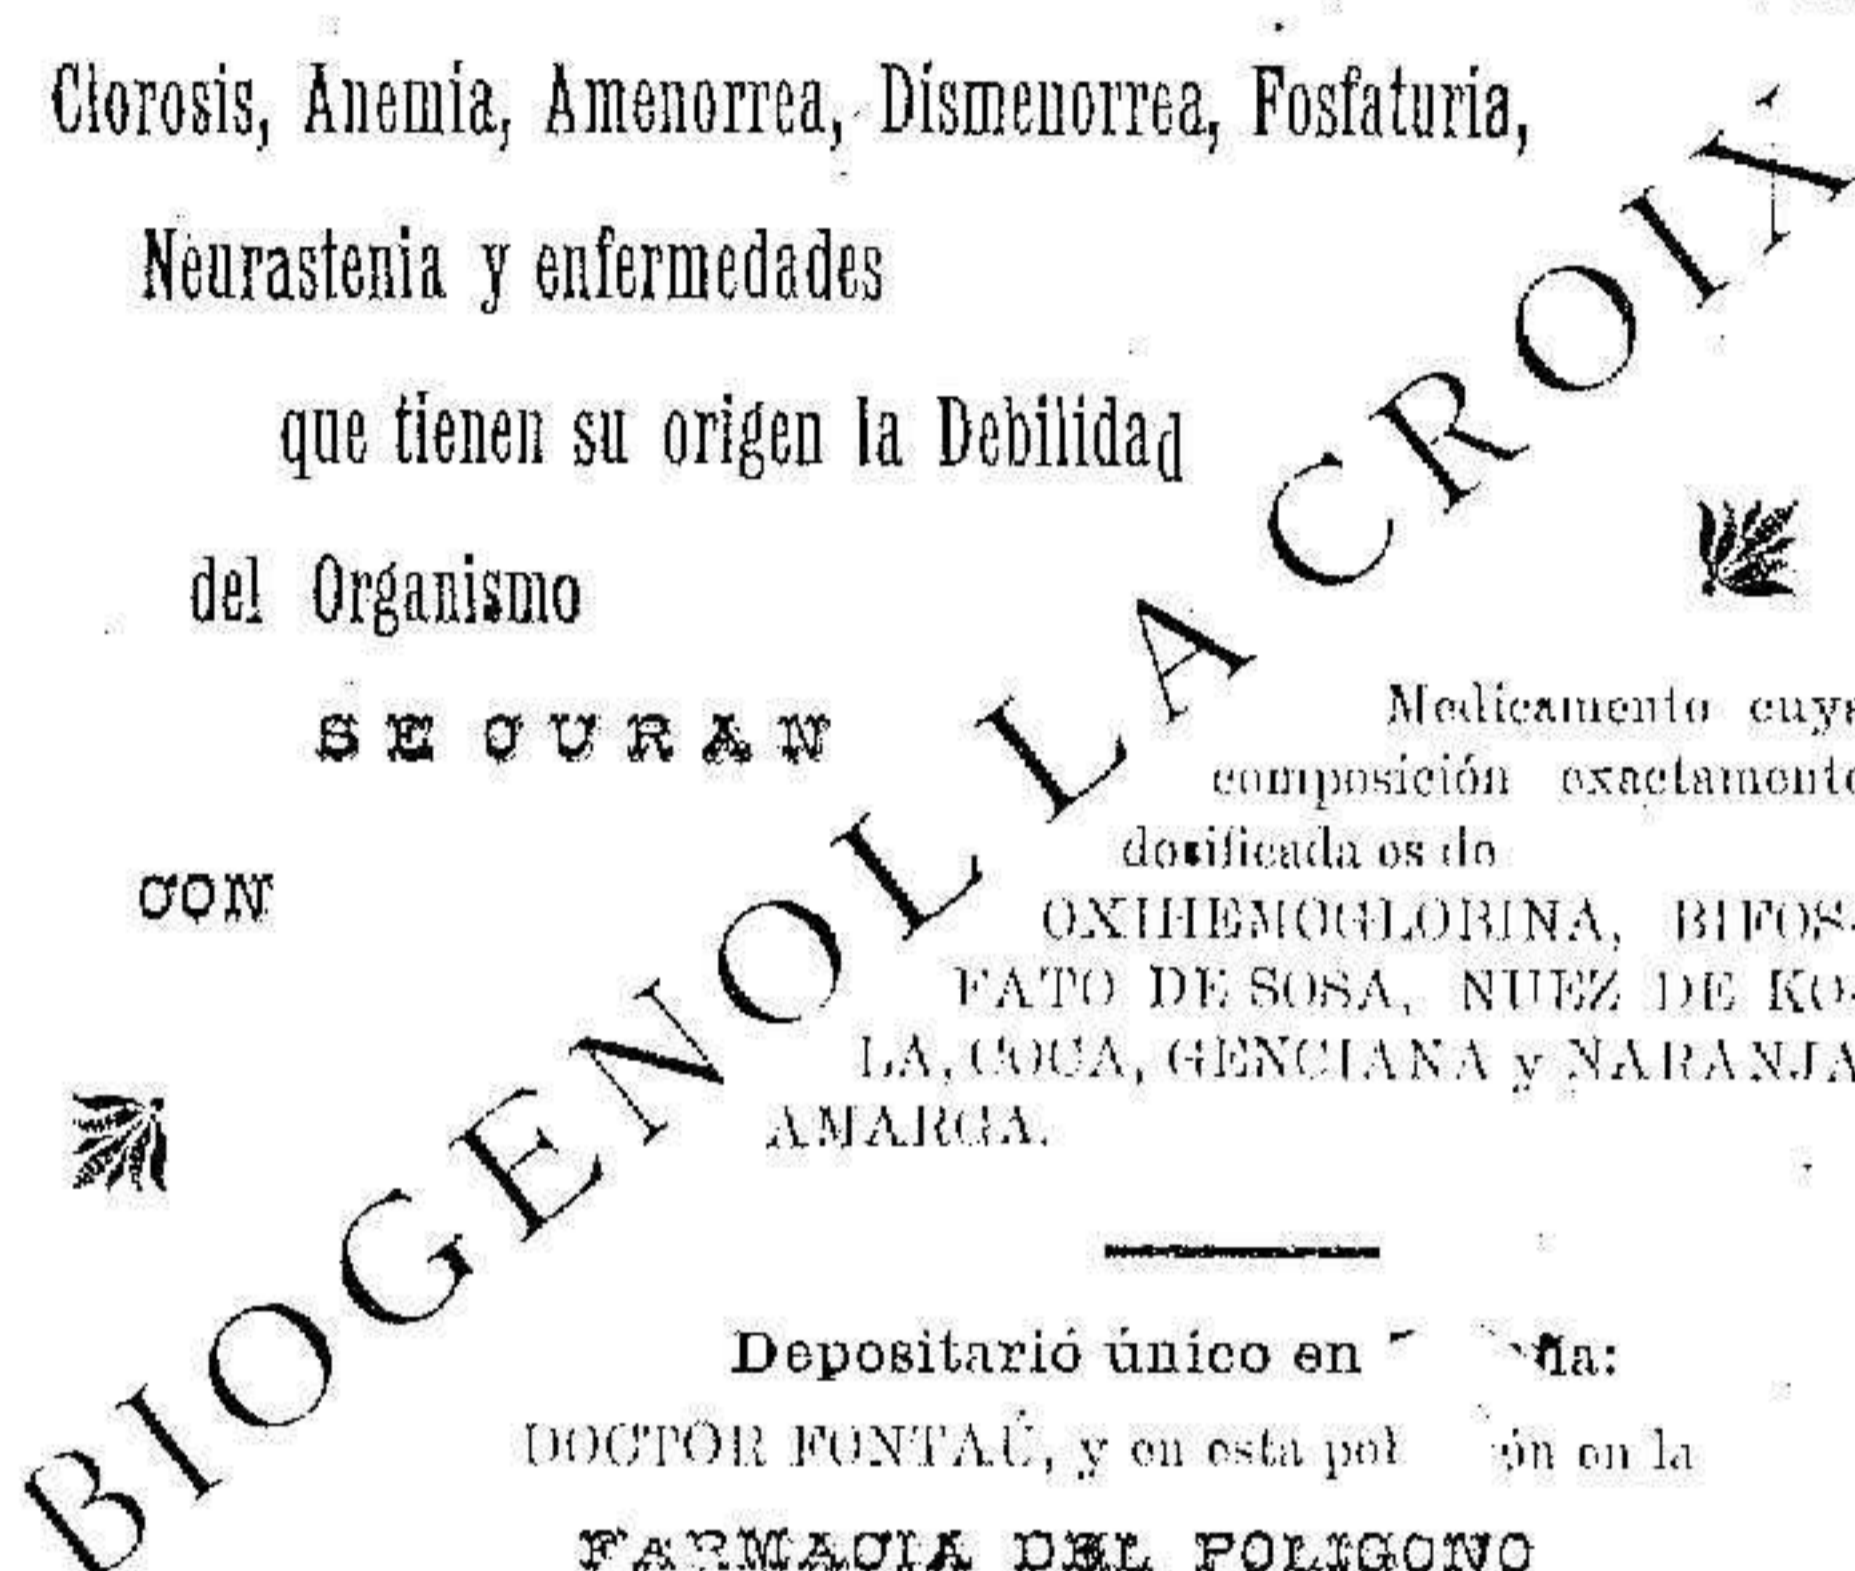 Clorosis, Anemia, Amenorrea, Dismenorrea, Fosfaturia,
Neurastenia y enfermedades
que tienen su origen la Debilidad
del Organismo
SE CURAN
CON
BIOGENOL LACROIX
Medicamento cuya
composición exactamente
dosificada es de
OXIHEMOGLOBINA, BIFOS-
FATO DE SOSA, NUEZ DE KO-
LA, COCA, GENCIANA y NARANJA
AMARGA.
Depositarió único en
DOCTOR FONTAÚ, y en esta en la
FARMACIA DEL POLIGONO